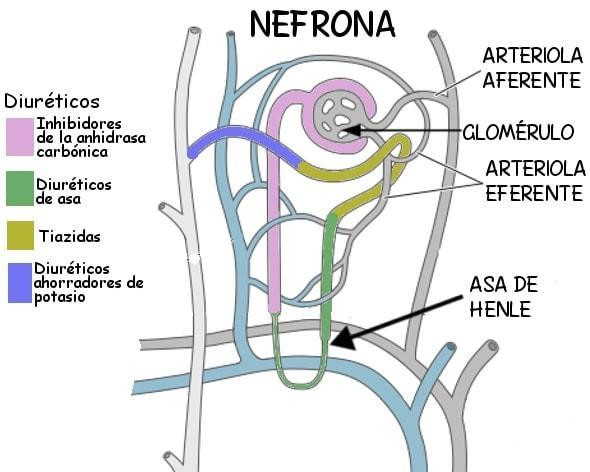 NEFRONA
ARTERIOLA
AFERENTE
Diuréticos
Inhibidores
de la anhidrasa
carbónica
GLOMÉRULO
ARTERIOLA
EFERENTE
Diuréticos
de asa
Tiazidas
Diuréticos
ahorradores de
potasio
ASA DE
HENLE